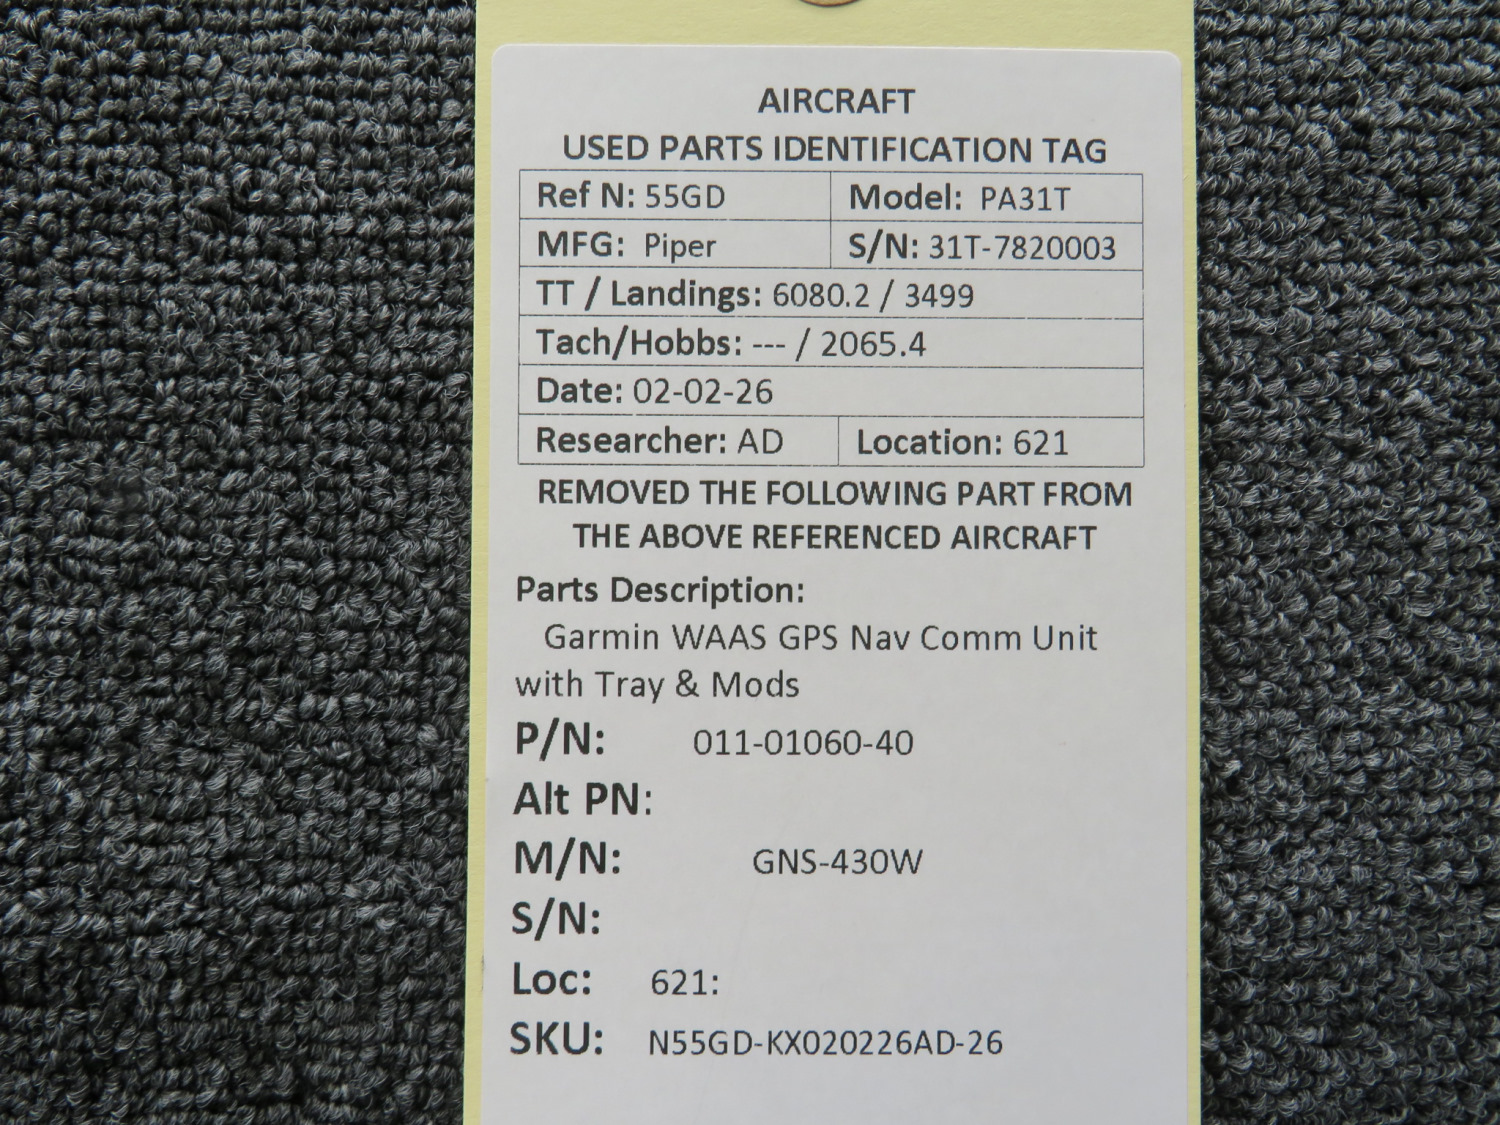 AIRCRAFT
USED PARTS IDENTIFICATION TAG
Ref N: 55GD Model: PA31T
MFG: Piper S/N: 31T-7820003
TT / Landings: 6080.2 / 3499
Tach/Hobbs: --- / 2065.4
Date: 02-02-26
Researcher: AD Location: 621
REMOVED THE FOLLOWING PART FROM
THE ABOVE REFERENCED AIRCRAFT
Parts Description:
Garmin WAAS GPS Nav Comm Unit
with Tray & Mods
P/N: 011-01060-40
Alt PN:
M/N: GNS-430W
S/N:
Loc: 621:
SKU: N55GD-KX020226AD-26